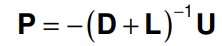 P = −(D + L)⁻¹U